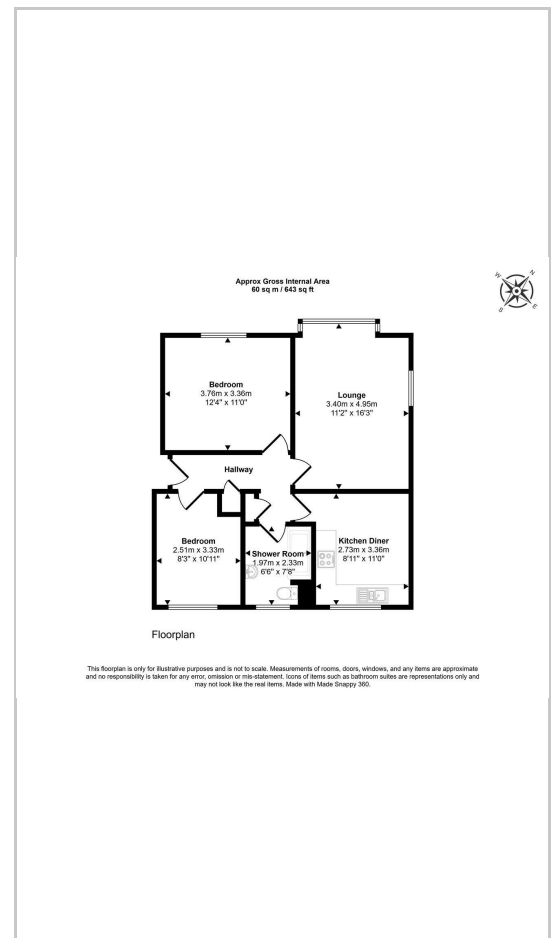 Approx Gross Internal Area
60 sq m / 643 sq ft
N
W
E
S
Bedroom
3.76m x 3.36m
12'4" x 11'0"
Lounge
3.40m x 4.95m
11'2" x 16'3"
Hallway
Bedroom
2.51m x 3.33m
8'3" x 10'11"
Shower Room
1.97m x 2.33m
6'6" x 7'8"
Kitchen Diner
2.73m x 3.36m
8'11" x 11'0"
Floorplan
This floorplan is only for illustrative purposes and is not to scale. Measurements of rooms, doors, windows, and any items are approximate
and no responsibility is taken for any error, omission or mis-statement. Icons of items such as bathroom suites are representations only and
may not look like the real items. Made with Made Snappy 360.